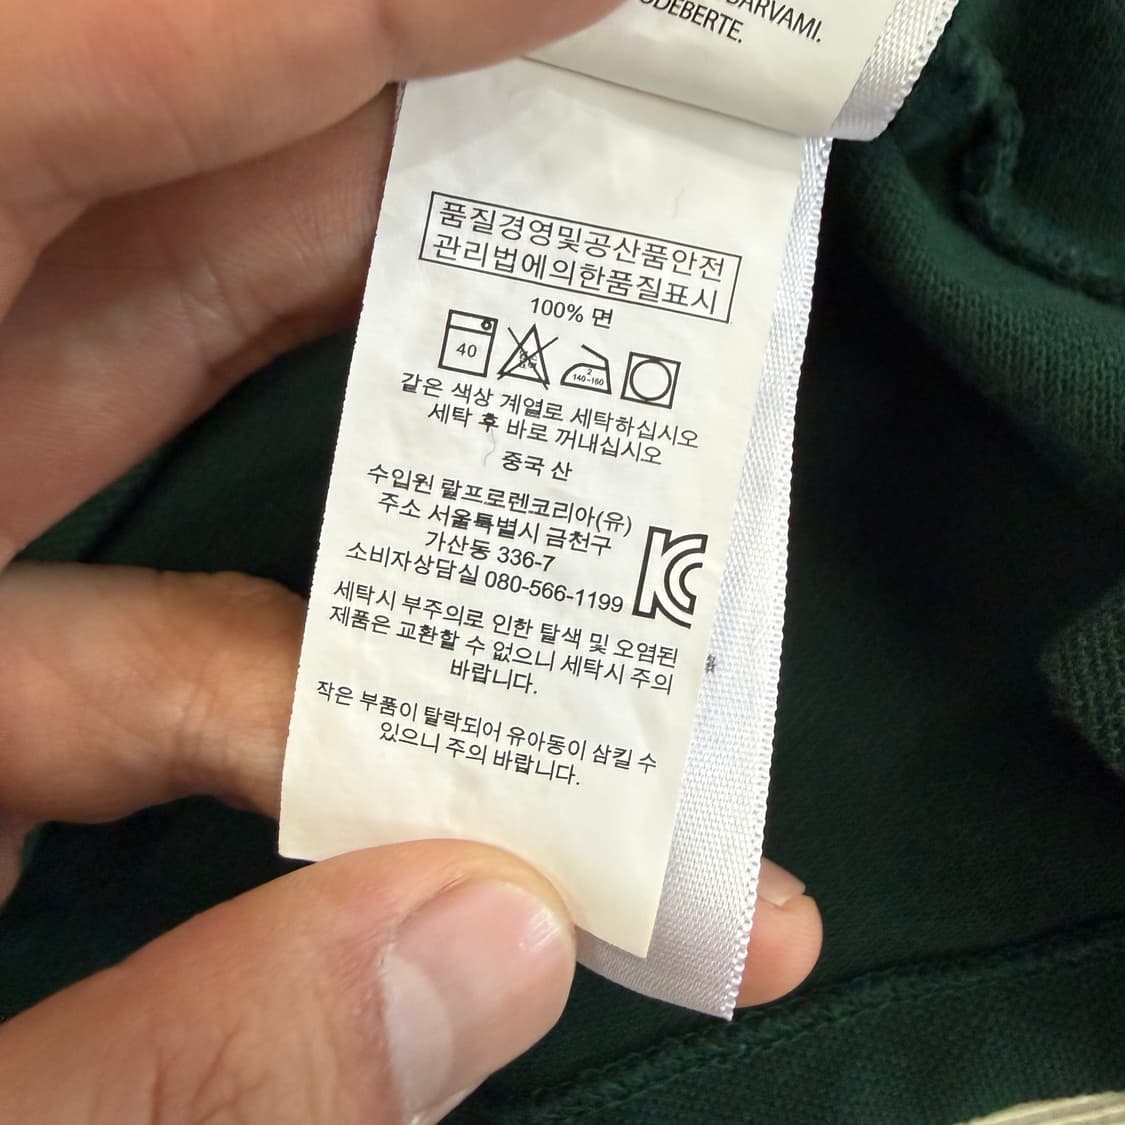 DARVAMI.
ODEBERTE.
품질경영및공산품안전
관리법에의한품질표시
100% 면
40
2
140-160
같은 색상 계열로 세탁하십시오
세탁 후 바로 꺼내십시오
중국 산
수입원 랄프로렌코리아(유)
주소 서울특별시 금천구
가산동 336-7
소비자상담실 080-566-1199
세탁시 부주의로 인한 탈색 및 오염된
제품은 교환할 수 없으니 세탁시 주의
바랍니다.
작은 부품이 탈락되어 유아동이 삼킬 수
있으니 주의 바랍니다.